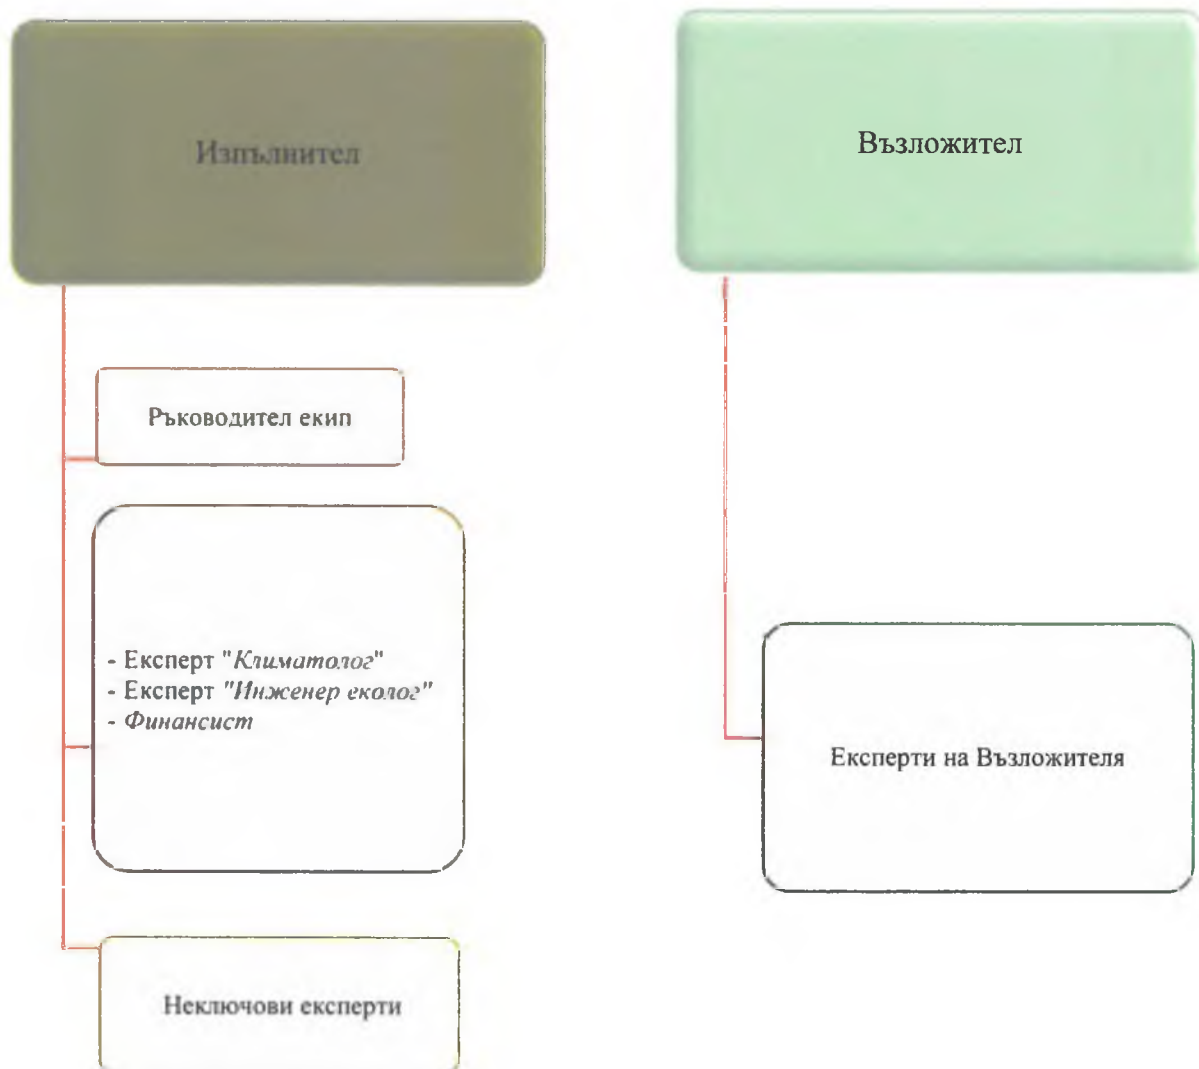 Изпълнител
Възложител
Ръководител екип
- Експерт "Климатолог"
- Експерт "Инженер еколог"
- Финансист
Експерти на Възложителя
Неключови експерти